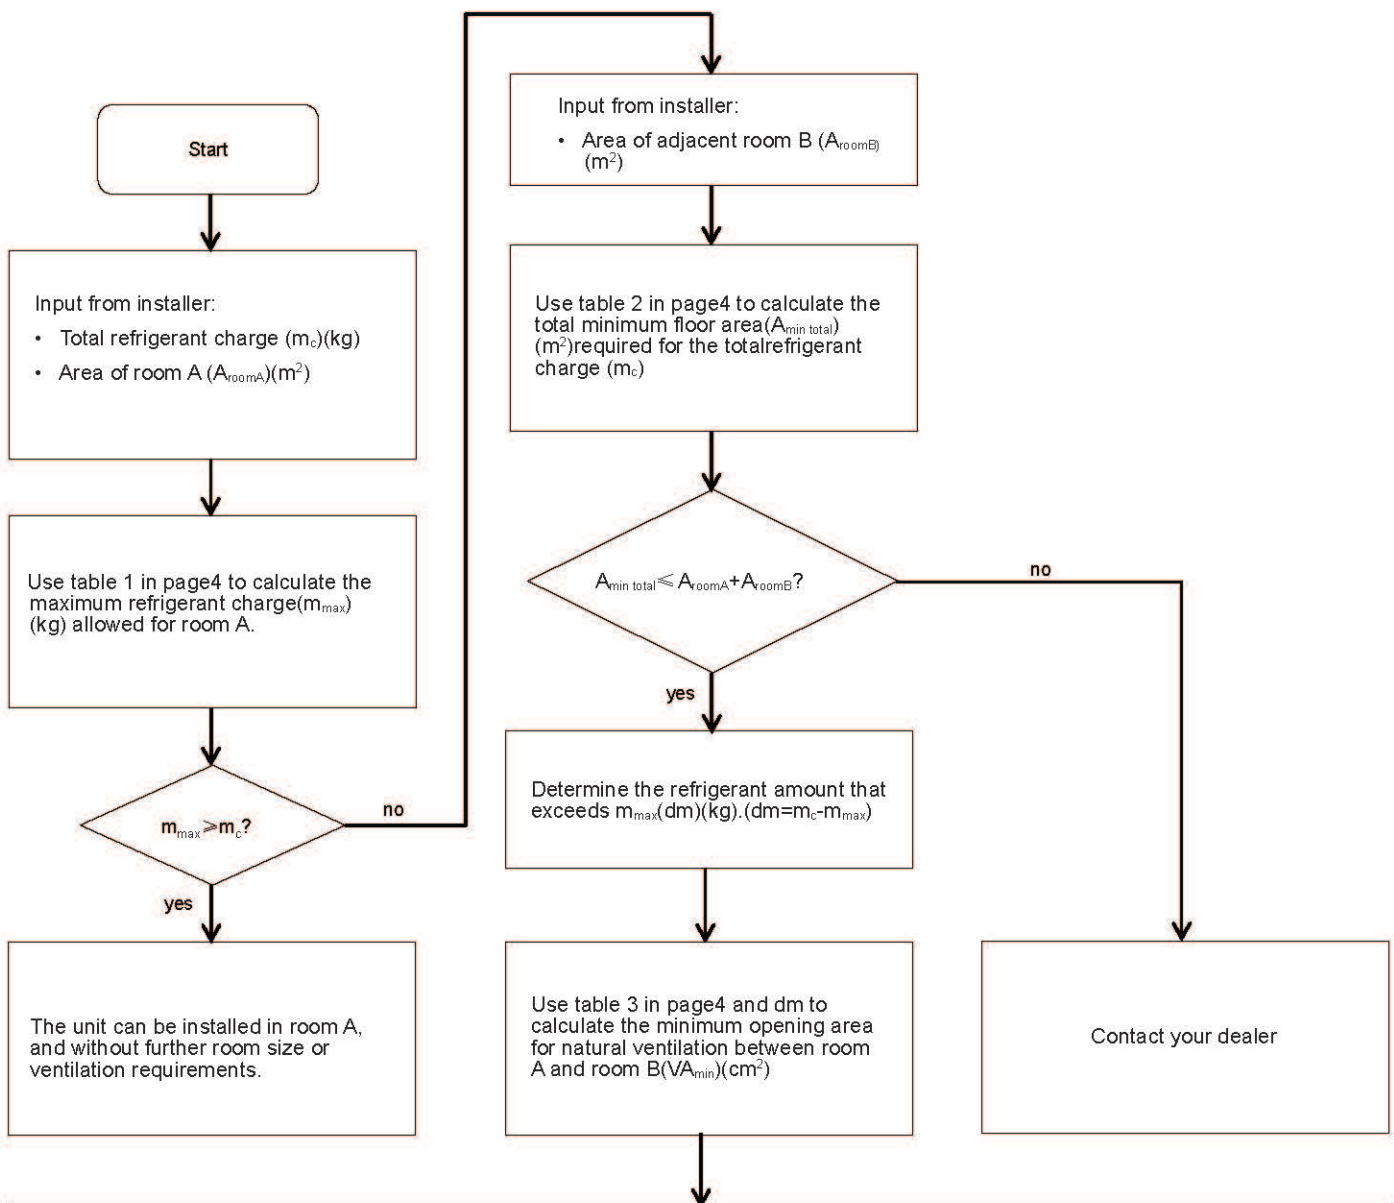 Start
Input from installer:
• Total refrigerant charge (mc)(kg)
• Area of room A (AroomA)(m²)
Use table 1 in page4 to calculate the
maximum refrigerant charge(mmax)
(kg) allowed for room A.
mmax⩾mc?
no
yes
The unit can be installed in room A,
and without further room size or
ventilation requirements.
Input from installer:
• Area of adjacent room B (AroomB)
(m²)
Use table 2 in page4 to calculate the
total minimum floor area(Amin total)
(m²)required for the totalrefrigerant
charge (mc)
Amin total⩽AroomA+AroomB?
no
yes
Determine the refrigerant amount that
exceeds mmax(dm)(kg).(dm=mc-mmax)
Use table 3 in page4 and dm to
calculate the minimum opening area
for natural ventilation between room
A and room B(VAmin)(cm²)
Contact your dealer